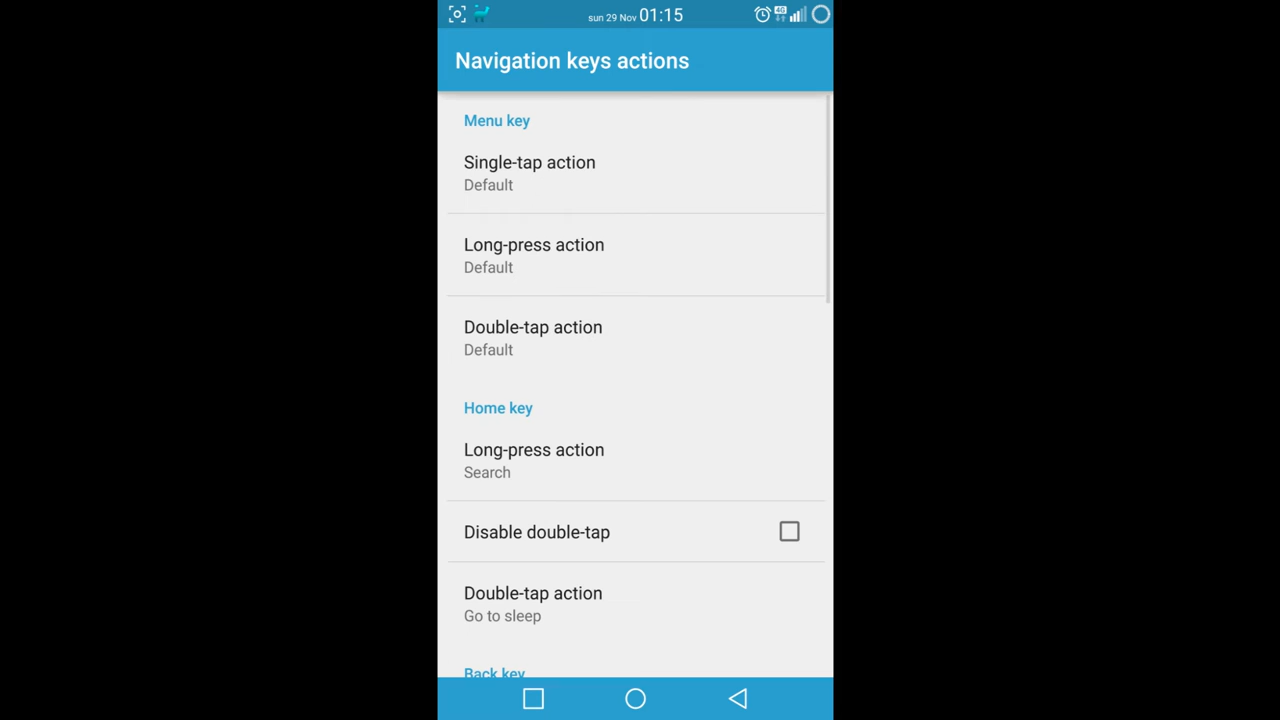 sun 29 Nov 01:15 4G
Navigation keys actions
Menu key
Single-tap action
Default
Long-press action
Default
Double-tap action
Default
Home key
Long-press action
Search
Disable double-tap
Double-tap action
Go to sleep
Back key